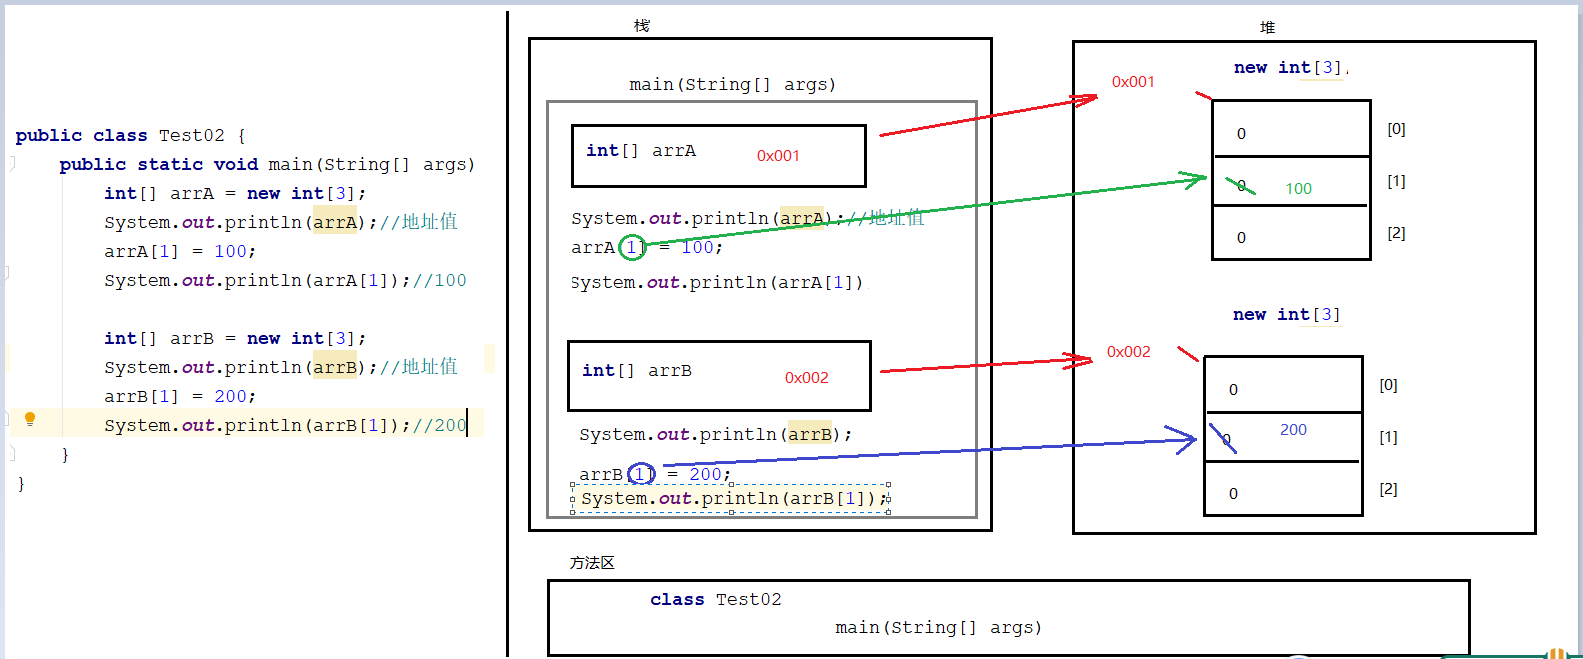 public class Test02 {
public static void main(String[] args)
int[] arrA = new int[3];
System.out.println(arrA);//地址值
arrA[1] = 100;
System.out.println(arrA[1]);//100
int[] arrB = new int[3];
System.out.println(arrB);//地址值
arrB[1] = 200;
System.out.println(arrB[1]);//200
}
}
栈
main(String[] args)
int[] arrA 0x001
System.out.println(arrA);//地址值
arrA[1] = 100;
System.out.println(arrA[1])
int[] arrB 0x002
System.out.println(arrB);
arrB[1] = 200;
System.out.println(arrB[1]);
堆
new int[3]
0x001
0 [0]
0 100 [1]
0 [2]
new int[3]
0x002
0 [0]
0 200 [1]
0 [2]
方法区
class Test02
main(String[] args)